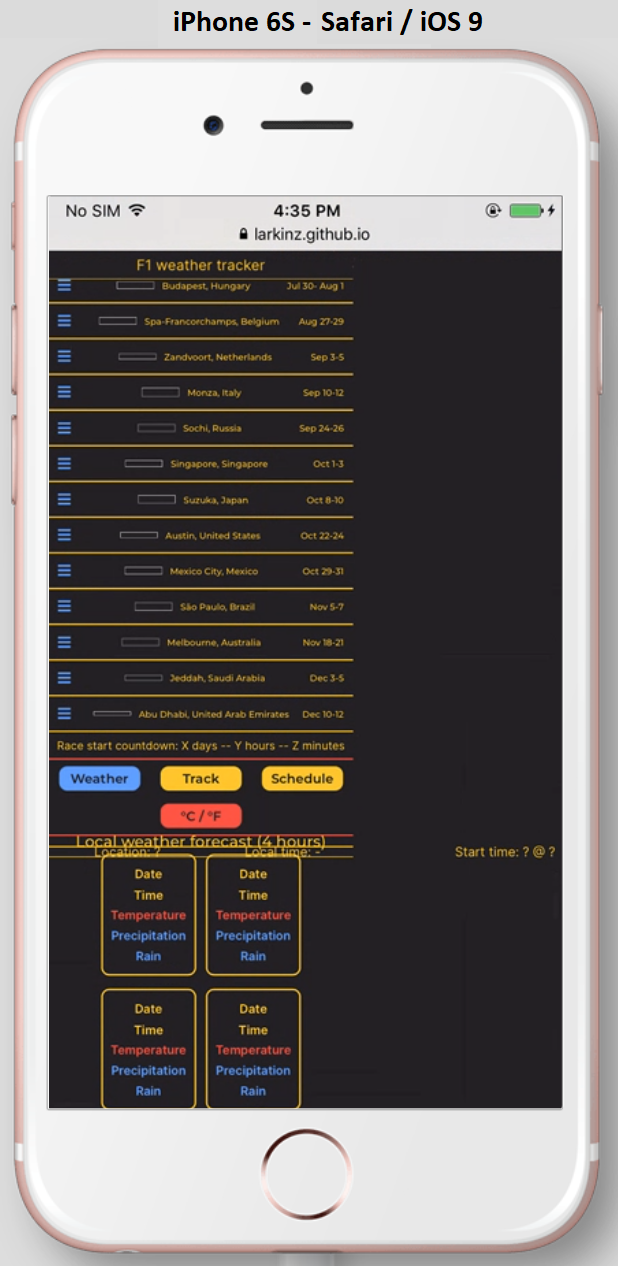 iPhone 6S - Safari / iOS 9
No SIM 4:35 PM
larkinz.github.io
F1 weather tracker
Budapest, Hungary Jul 30- Aug 1
Spa-Francorchamps, Belgium Aug 27-29
Zandvoort, Netherlands Sep 3-5
Monza, Italy Sep 10-12
Sochi, Russia Sep 24-26
Singapore, Singapore Oct 1-3
Suzuka, Japan Oct 8-10
Austin, United States Oct 22-24
Mexico City, Mexico Oct 29-31
São Paulo, Brazil Nov 5-7
Melbourne, Australia Nov 18-21
Jeddah, Saudi Arabia Dec 3-5
Abu Dhabi, United Arab Emirates Dec 10-12
Race start countdown: X days -- Y hours -- Z minutes
Weather Track Schedule
°C / °F
Local weather forecast (4 hours)
Location: ? Local time: - Start time: ? @ ?
Date Date
Time Time
Temperature Temperature
Precipitation Precipitation
Rain Rain
Date Date
Time Time
Temperature Temperature
Precipitation Precipitation
Rain Rain